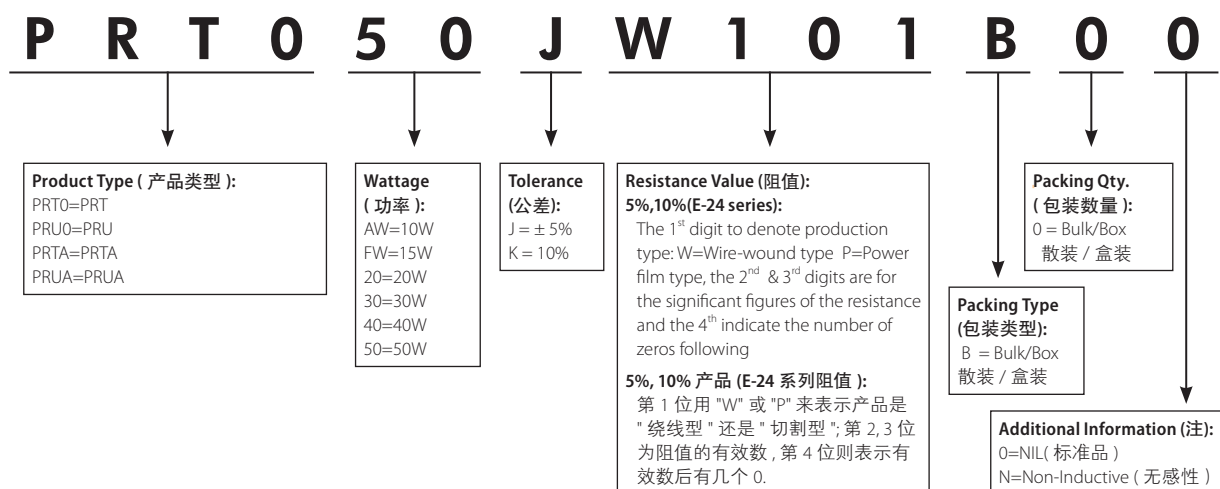 P R T 0 5 0 J W 1 0 1 B 0 0
Product Type ( 产品类型 ):
PRT0=PRT
PRU0=PRU
PRTA=PRTA
PRUA=PRUA
Wattage
( 功率 ):
AW=10W
FW=15W
20=20W
30=30W
40=40W
50=50W
Tolerance
(公差):
J = ± 5%
K = 10%
Resistance Value (阻值):
5%,10%(E-24 series):
The 1st digit to denote production
type: W=Wire-wound type P=Power
film type, the 2nd & 3rd digits are for
the significant figures of the resistance
and the 4th indicate the number of
zeros following
5%, 10% 产品 (E-24 系列阻值 ):
第 1 位用 "W" 或 "P" 来表示产品是
" 绕线型 " 还是 " 切割型 "; 第 2, 3 位
为阻值的有效数 , 第 4 位则表示有
效数后有几个 0.
Packing Type
(包装类型):
B = Bulk/Box
散装 / 盒装
Packing Qty.
( 包装数量 ):
0 = Bulk/Box
散装 / 盒装
Additional Information (注):
0=NIL( 标准品 )
N=Non-Inductive ( 无感性 )